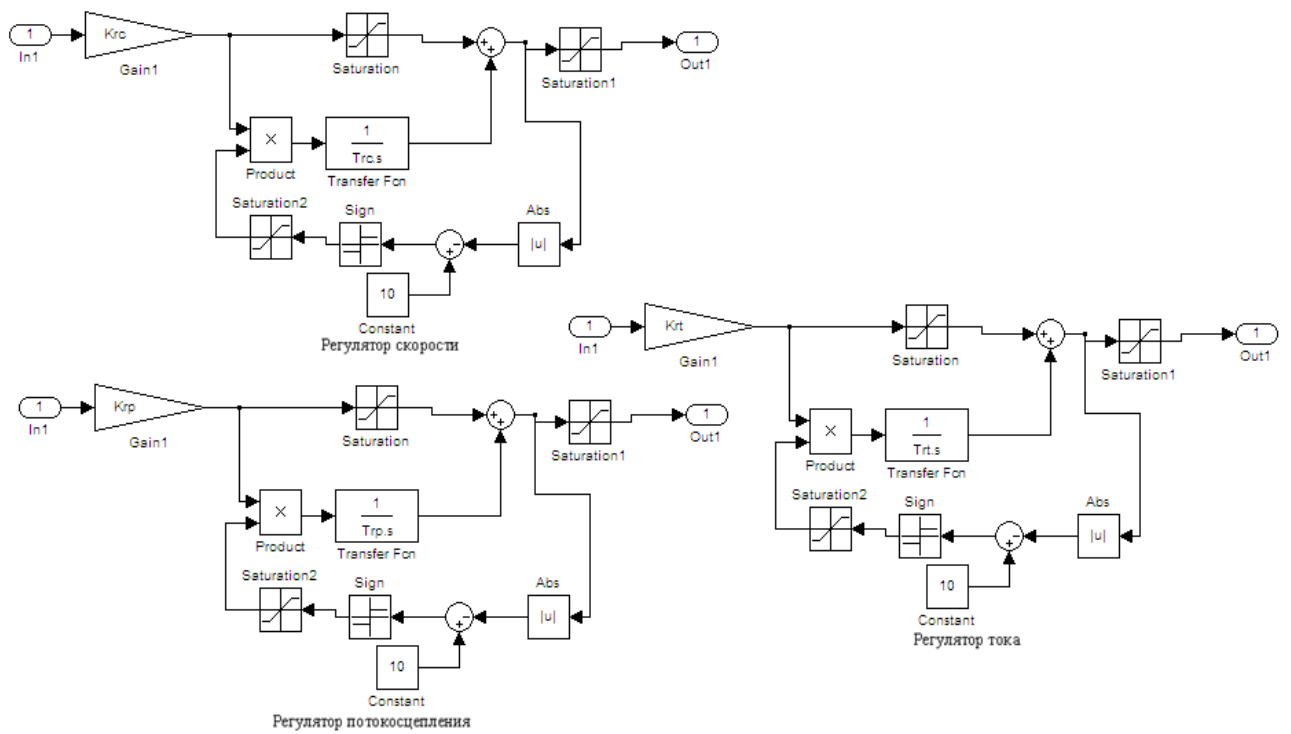 1
In1
Krc
Gain1
Saturation
Saturation1
1
Out1
×
Product
1
Trc.s
Transfer Fcn
Saturation2
Sign
Abs
|u|
10
Constant
Регулятор скорости
1
In1
Krt
Gain1
Saturation
Saturation1
1
Out1
×
Product
1
Trt.s
Transfer Fcn
Saturation2
Sign
Abs
|u|
10
Constant
Регулятор тока
1
In1
Krp
Gain1
Saturation
Saturation1
1
Out1
×
Product
1
Trp.s
Transfer Fcn
Saturation2
Sign
Abs
|u|
10
Constant
Регулятор потокосцепления